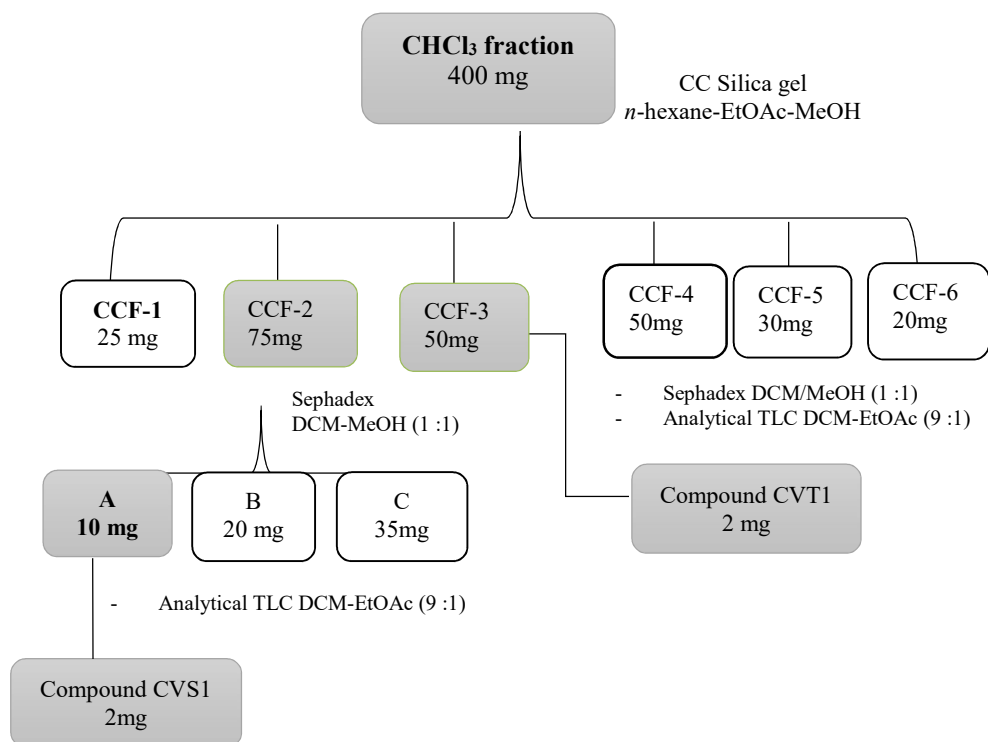 CHCl₃ fraction
400 mg
CC Silica gel
n-hexane-EtOAc-MeOH
CCF-1
25 mg
CCF-2
75mg
CCF-3
50mg
CCF-4
50mg
CCF-5
30mg
CCF-6
20mg
Sephadex
DCM-MeOH (1 :1)
- Sephadex DCM/MeOH (1 :1)
- Analytical TLC DCM-EtOAc (9 :1)
A
10 mg
B
20 mg
C
35mg
Compound CVT1
2 mg
- Analytical TLC DCM-EtOAc (9 :1)
Compound CVS1
2mg